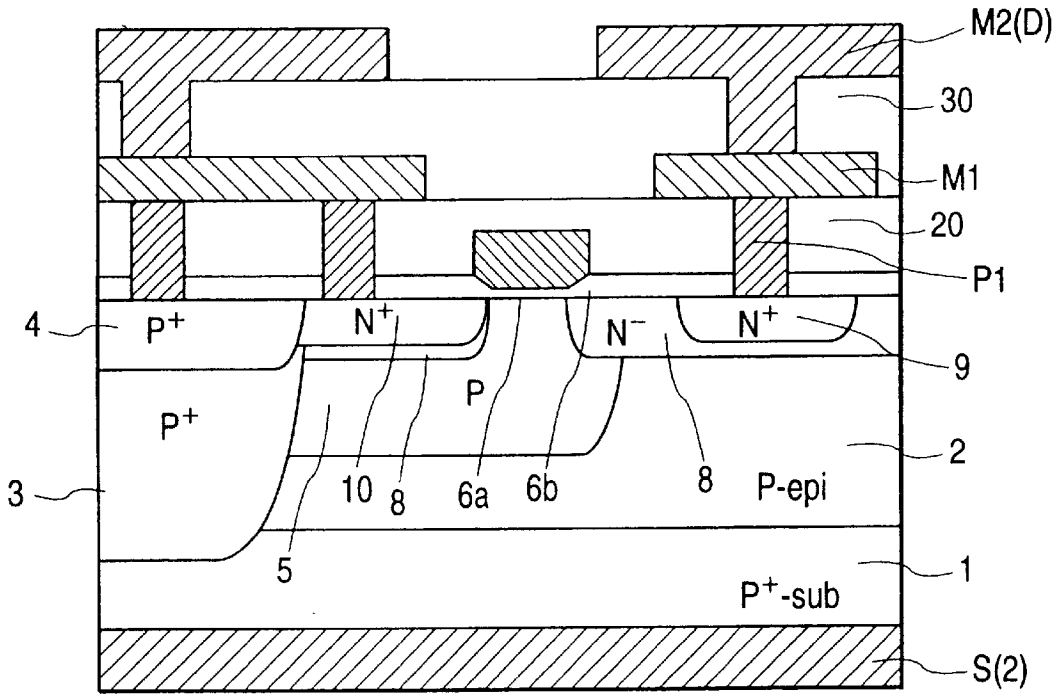 M2(D)
30
M1
20
P1
4
P⁺
N⁺
N⁻
N⁺
8
9
P⁺
P
2
3
10
8
6a
6b
8
P-epi
5
1
P⁺-sub
S(2)